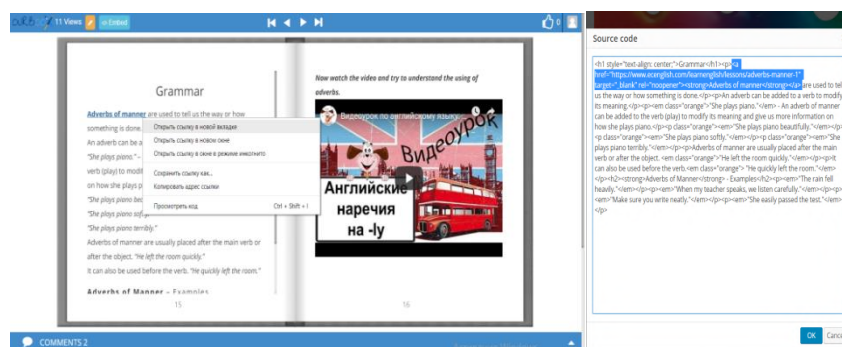 OURB
11 Views
Embed
0
Grammar
Adverbs of manner are used to tell us the way or how
something is done.
An adverb can be a
"She plays piano." -
verb (play) to modif
on how she plays p
"She plays piano bea
"She plays piano softly."
"She plays piano terribly."
Adverbs of manner are usually placed after the main verb or
after the object. "He left the room quickly."
It can also be used before the verb. "He quickly left the room."
Adverbs of Manner – Examples
15
Открыть ссылку в новой вкладке
Открыть ссылку в новом окне
Открыть ссылку в окне в режиме инкогнито
Сохранить ссылку как...
Копировать адрес ссылки
Просмотреть код Ctrl + Shift + I
Now watch the video and try to understand the using of
adverbs.
Видеоурок по английскому языку.
Видеоурок
Английские
наречия
на -ly
16
COMMENTS 2
Source code
<h1 style="text-align: center;">Grammar</h1><p><a
href="https://www.ecenglish.com/learnenglish/lessons/adverbs-manner-1"
target="_blank" rel="noopener"><strong>Adverbs of manner</strong></a> are used to tell
us the way or how something is done.</p><p>An adverb can be added to a verb to modify
its meaning.</p><p><em class="orange">"She plays piano."</em> - An adverb of manner
can be added to the verb (play) to modify its meaning and give us more information on
how she plays piano.</p><p class="orange"><em>"She plays piano beautifully."</em></p>
<p class="orange"><em>"She plays piano softly."</em></p><p class="orange"><em>"She
plays piano terribly."</em></p><p>Adverbs of manner are usually placed after the main
verb or after the object. <em class="orange">"He left the room quickly."</em></p><p>It
can also be used before the verb.<em class="orange"> "He quickly left the room."</em>
</p><h2><strong>Adverbs of Manner</strong> - Examples</h2><p><em>"The rain fell
heavily."</em></p><p><em>"When my teacher speaks, we listen carefully."</em></p><p>
<em>"Make sure you write neatly."</em></p><p><em>"She easily passed the test."</em>
</p>
OK Cance